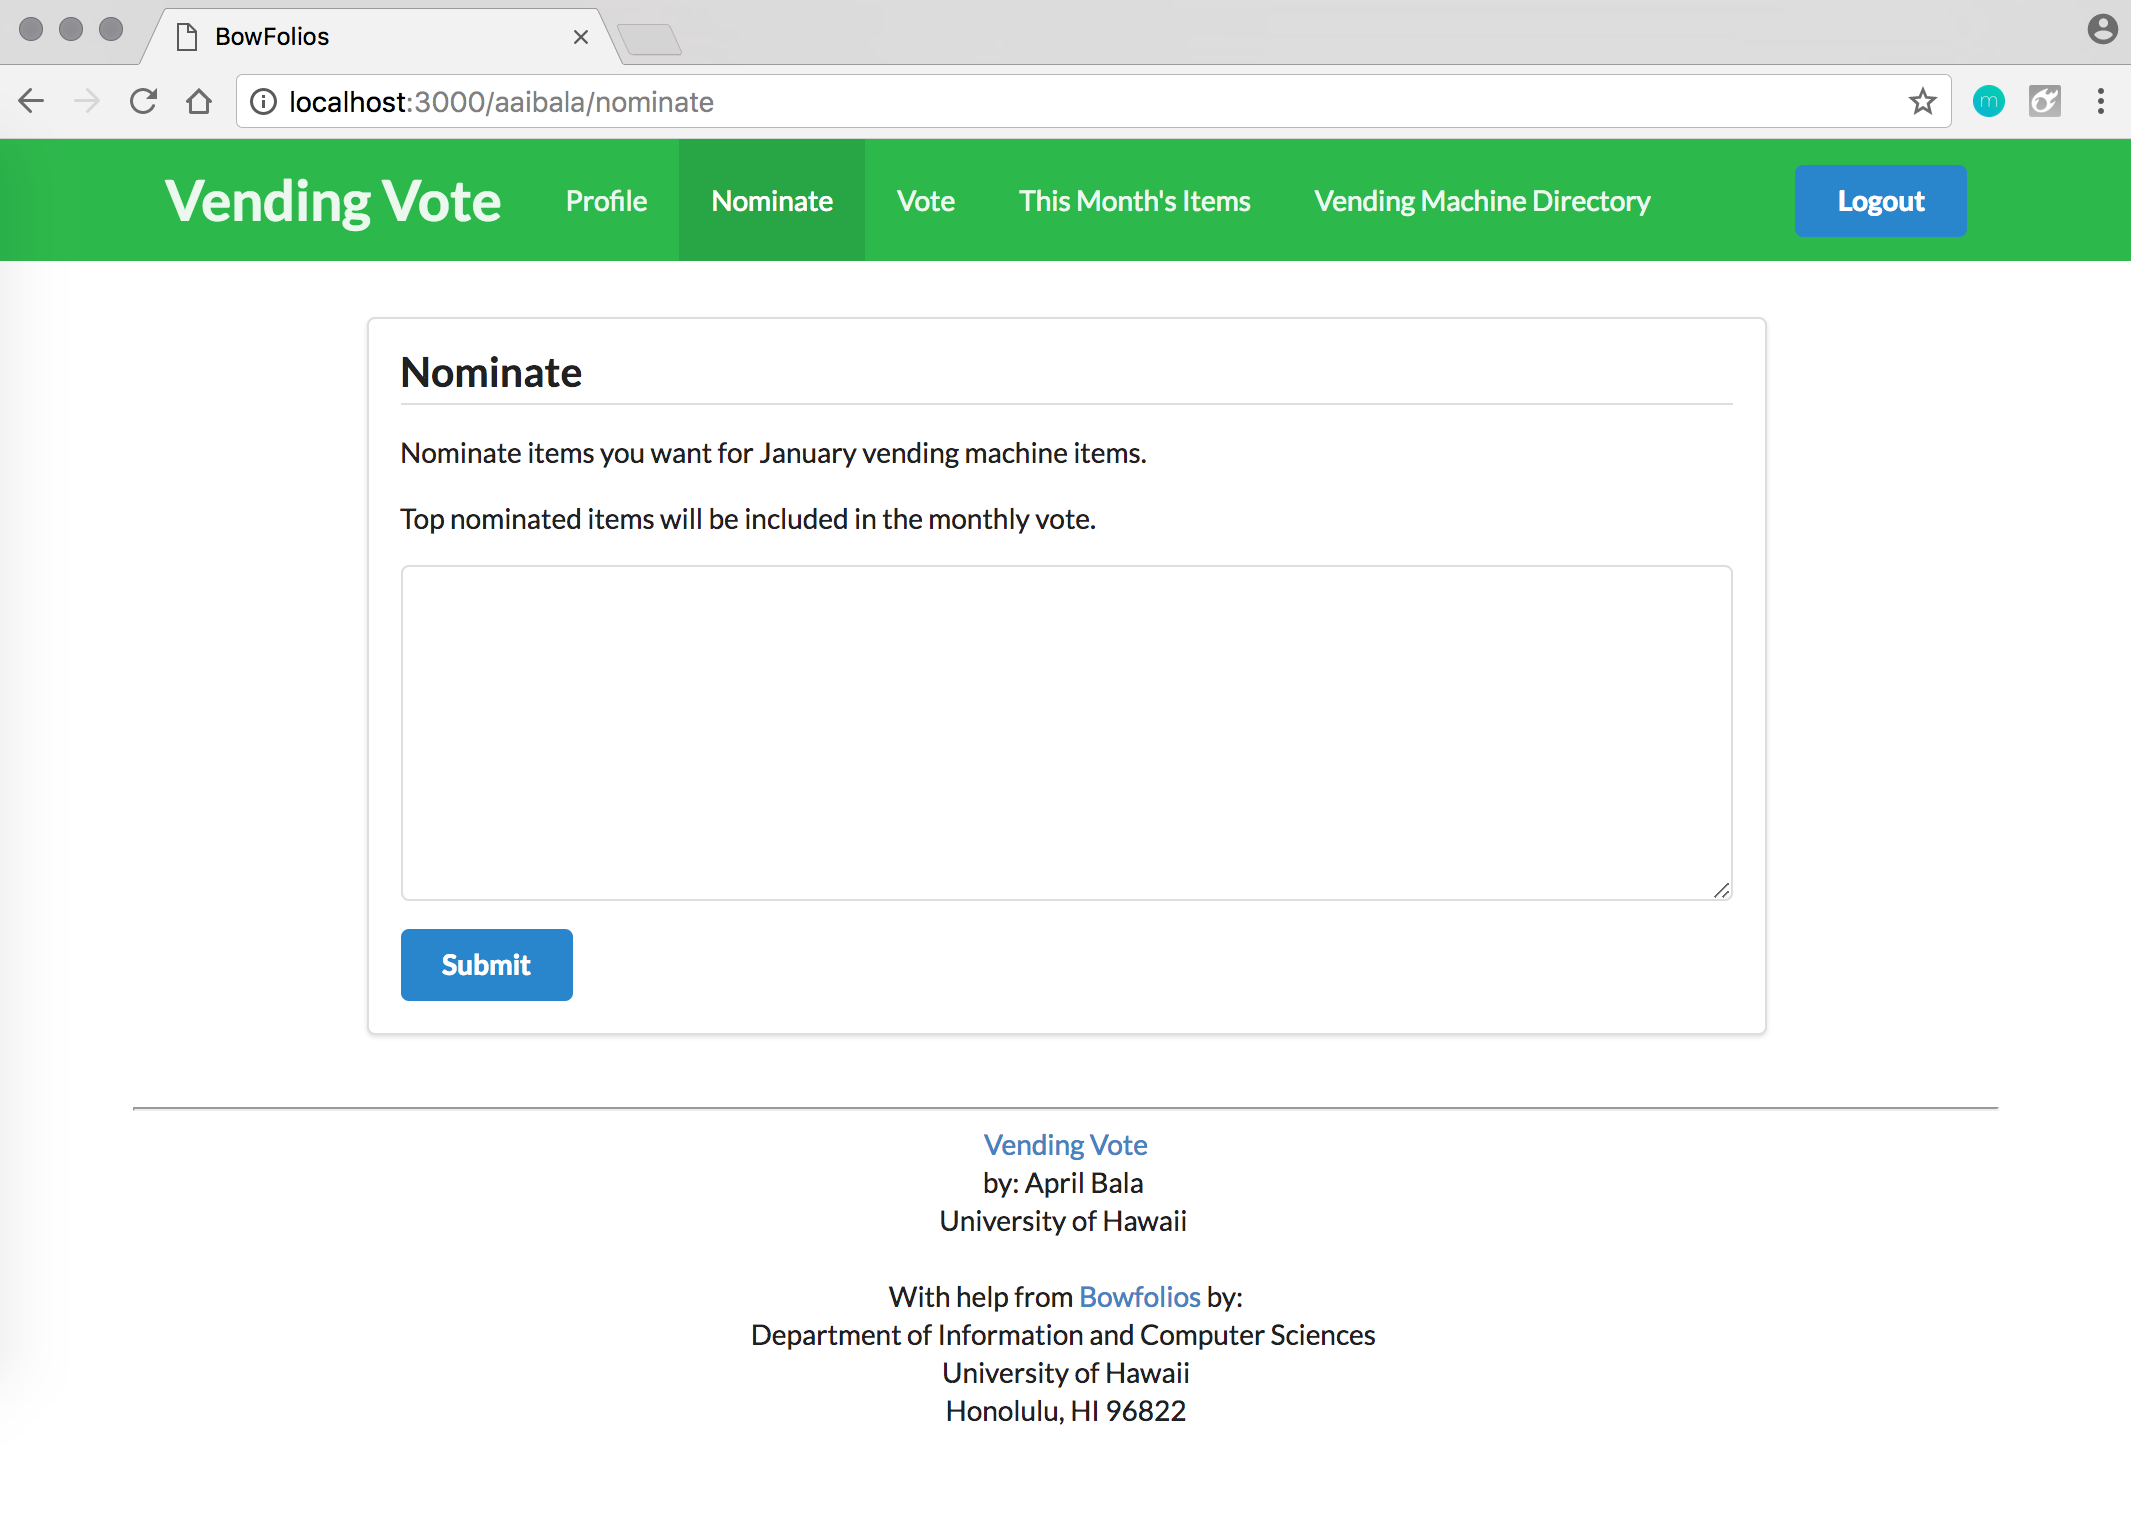 BowFolios
localhost:3000/aaibala/nominate
m
Vending Vote Profile Nominate Vote This Month's Items Vending Machine Directory Logout
Nominate
Nominate items you want for January vending machine items.
Top nominated items will be included in the monthly vote.
Submit
Vending Vote
by: April Bala
University of Hawaii
With help from Bowfolios by:
Department of Information and Computer Sciences
University of Hawaii
Honolulu, HI 96822